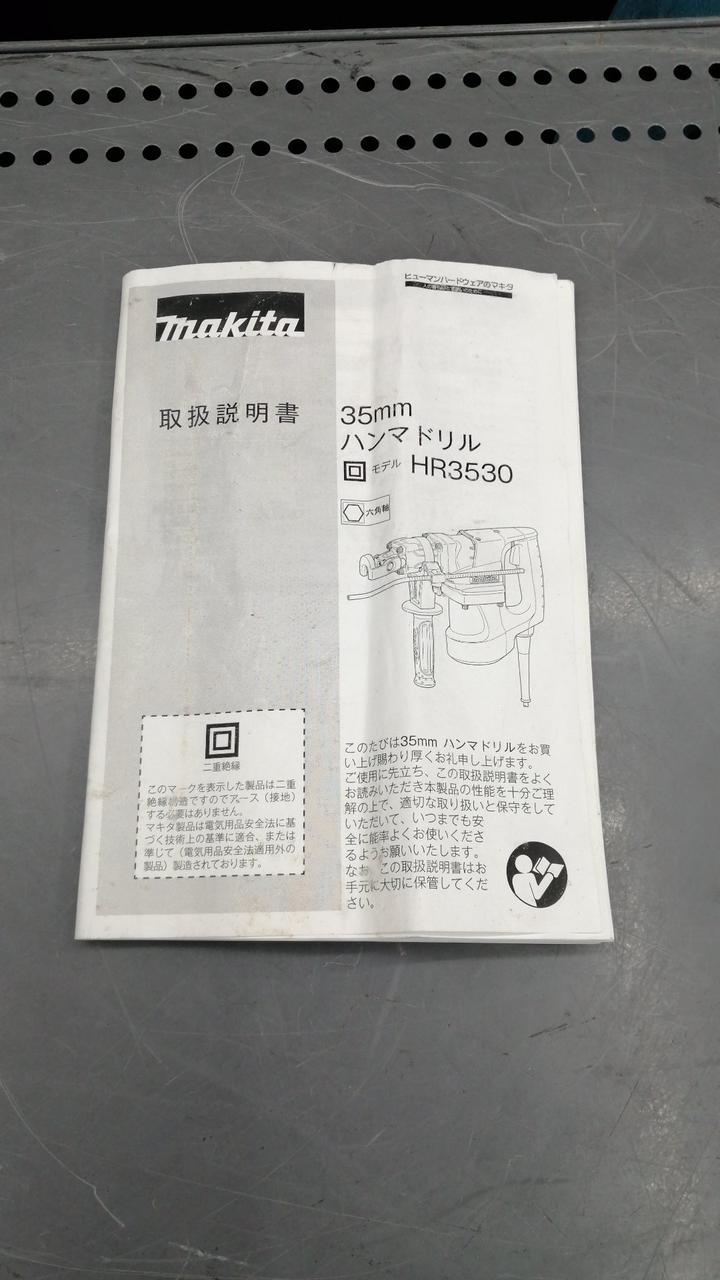 ヒューマンハードウェアのマキタ
makita
取扱説明書
35mm
ハンマドリル
モデル HR3530
六角軸
二重絶縁
このマークを表示した製品は二重
絶縁構造ですのでアース（接地）
する必要はありません。
マキタ製品は電気用品安全法に基
づく技術上の基準に適合、または
準じて（電気用品安全法適用外の
製品）製造されております。
このたびは35mm ハンマドリルをお買
い上げ賜わり厚くお礼申し上げます。
ご使用に先立ち、この取扱説明書をよく
お読みいただき本製品の性能を十分ご理
解の上で、適切な取り扱いと保守をして
いただいて、いつまでも安
全に能率よくお使いくださ
るようお願いいたします。
なお、この取扱説明書はお
手元に大切に保管してくだ
さい。